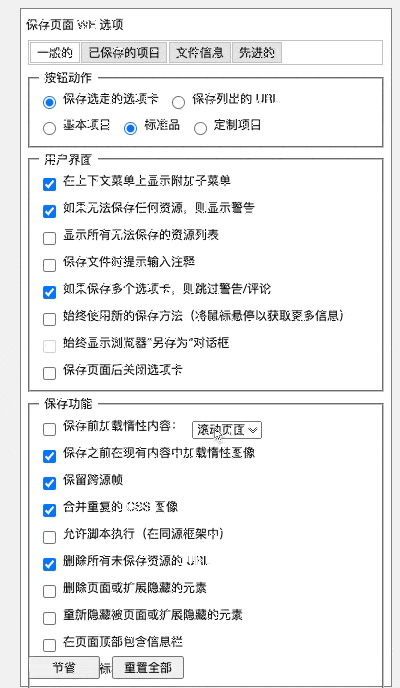 保存页面 WE 选项
一般的 已保存的项目 文件信息 先进的
按钮动作
保存选定的选项卡 保存列出的 URL
基本项目 标准品 定制项目
用户界面
在上下文菜单上显示附加子菜单
如果无法保存任何资源，则显示警告
显示所有无法保存的资源列表
保存文件时提示输入注释
如果保存多个选项卡，则跳过警告/评论
始终使用新的保存方法（将鼠标悬停以获取更多信息）
始终显示浏览器“另存为”对话框
保存页面后关闭选项卡
保存功能
保存前加载惰性内容： 滚动页面
保存之前在现有内容中加载惰性图像
保留跨源帧
合并重复的 CSS 图像
允许脚本执行（在同源框架中）
删除所有未保存资源的 URL
删除页面或扩展隐藏的元素
重新隐藏被页面或扩展隐藏的元素
在页面顶部包含信息栏
节省 标 重置全部